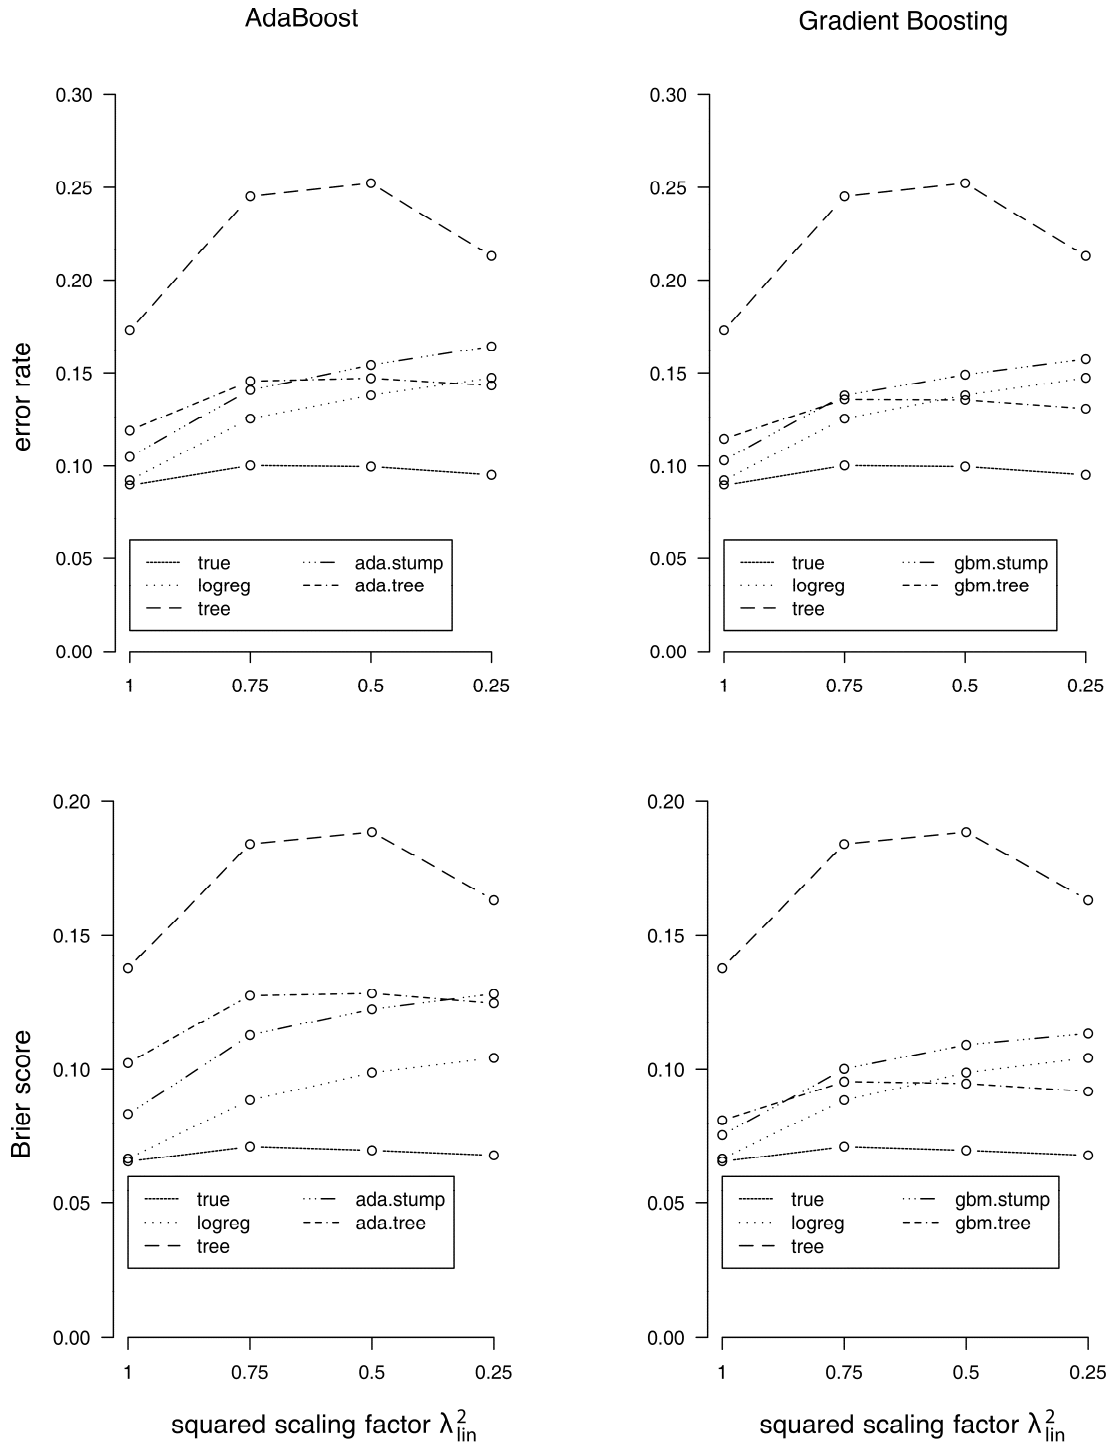 AdaBoost
Gradient Boosting
error rate
0.30
0.25
0.20
0.15
0.10
0.05
0.00
true
logreg
tree
ada.stump
ada.tree
1 0.75 0.5 0.25
0.30
0.25
0.20
0.15
0.10
0.05
0.00
true
logreg
tree
gbm.stump
gbm.tree
1 0.75 0.5 0.25
Brier score
0.20
0.15
0.10
0.05
0.00
true
logreg
tree
ada.stump
ada.tree
1 0.75 0.5 0.25
squared scaling factor λ²lin
0.20
0.15
0.10
0.05
0.00
true
logreg
tree
gbm.stump
gbm.tree
1 0.75 0.5 0.25
squared scaling factor λ²lin